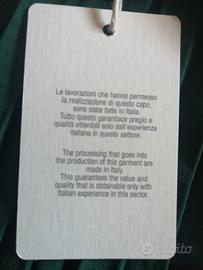 Le lavorazioni che hanno permesso
la realizzazione di questo capo,
sono state fatte in Italia.
Tutto questo garantisce pregio e
qualità ottenibili solo dall'esperienza
italiana in questo settore.
The processing that goes into
the production of this garment are
made in Italy.
This guarantees the value and
quality that is obtainable only with
Italian experience in this sector.
subito